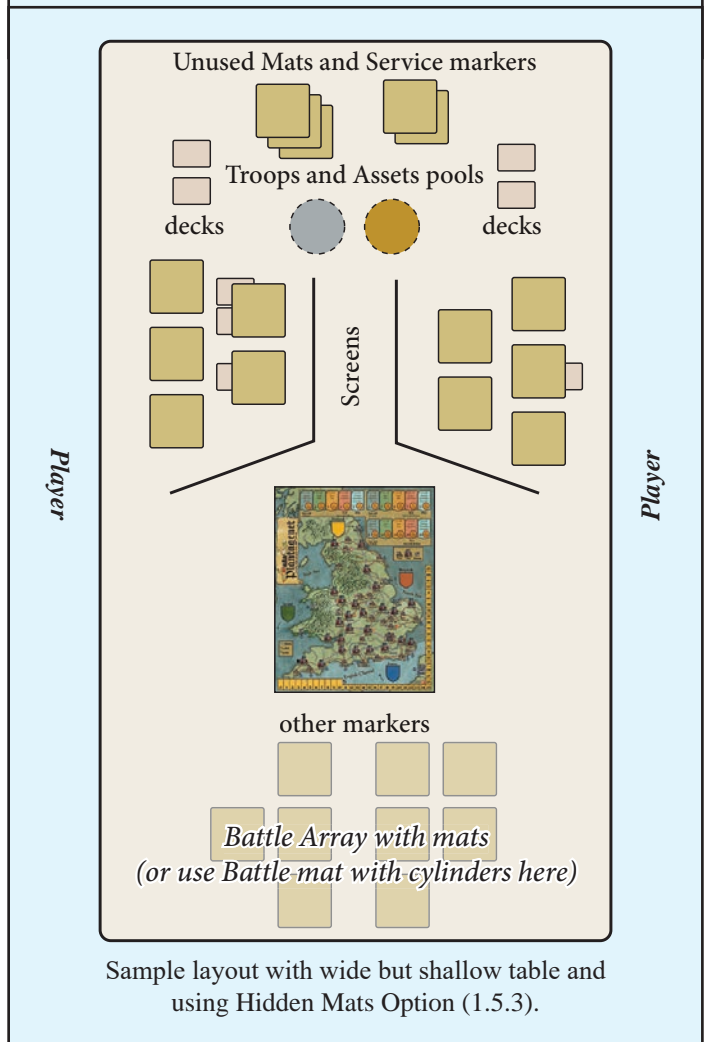 Unused Mats and Service markers
Troops and Assets pools
decks
decks
Screens
Player
Player
Plantagenet
other markers
Battle Array with mats
(or use Battle mat with cylinders here)
Sample layout with wide but shallow table and
using Hidden Mats Option (1.5.3).